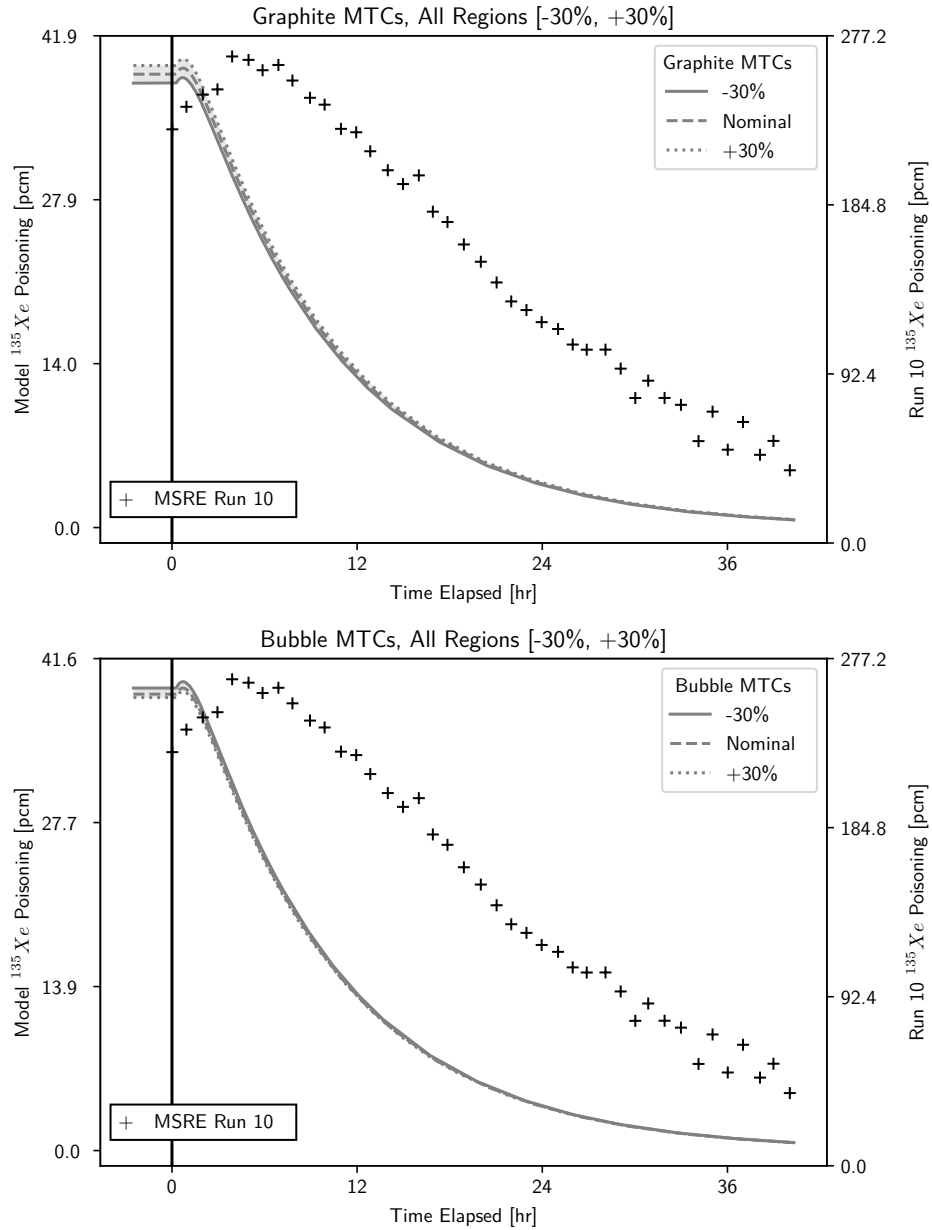 Graphite MTCs, All Regions [-30%, +30%]
41.9
27.9
14.0
0.0
Model ¹³⁵Xe Poisoning [pcm]
277.2
184.8
92.4
0.0
Run 10 ¹³⁵Xe Poisoning [pcm]
Graphite MTCs
-30%
Nominal
+30%
MSRE Run 10
0 12 24 36
Time Elapsed [hr]
Bubble MTCs, All Regions [-30%, +30%]
41.6
27.7
13.9
0.0
Model ¹³⁵Xe Poisoning [pcm]
277.2
184.8
92.4
0.0
Run 10 ¹³⁵Xe Poisoning [pcm]
Bubble MTCs
-30%
Nominal
+30%
MSRE Run 10
0 12 24 36
Time Elapsed [hr]